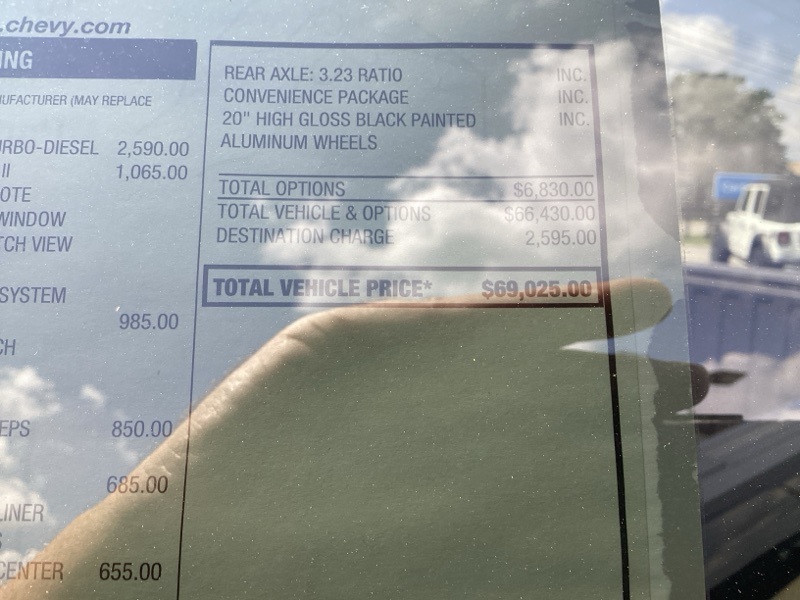 .chevy.com
ING
NUFACTURER (MAY REPLACE
URBO-DIESEL 2,590.00
II 1,065.00
OTE
WINDOW
TCH VIEW
SYSTEM
985.00
CH
EPS 850.00
685.00
LINER
S
CENTER 655.00
REAR AXLE: 3.23 RATIO INC.
CONVENIENCE PACKAGE INC.
20" HIGH GLOSS BLACK PAINTED INC.
ALUMINUM WHEELS
TOTAL OPTIONS $6,830.00
TOTAL VEHICLE & OPTIONS $66,430.00
DESTINATION CHARGE 2,595.00
TOTAL VEHICLE PRICE* $69,025.00